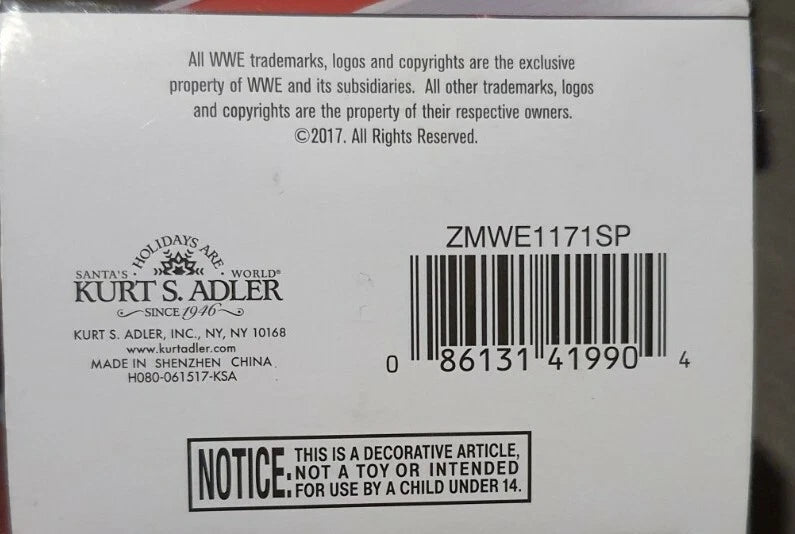 All WWE trademarks, logos and copyrights are the exclusive
property of WWE and its subsidiaries. All other trademarks, logos
and copyrights are the property of their respective owners.
©2017. All Rights Reserved.
HOLIDAYS ARE
SANTA'S · · WORLD®
KURT S. ADLER
SINCE 1946
KURT S. ADLER, INC., NY, NY 10168
www.kurtadler.com
MADE IN SHENZHEN CHINA.
H080-061517-KSA
ZMWE1171SP
0 86131 41990 4
NOTICE: THIS IS A DECORATIVE ARTICLE,
NOT A TOY OR INTENDED
FOR USE BY A CHILD UNDER 14.